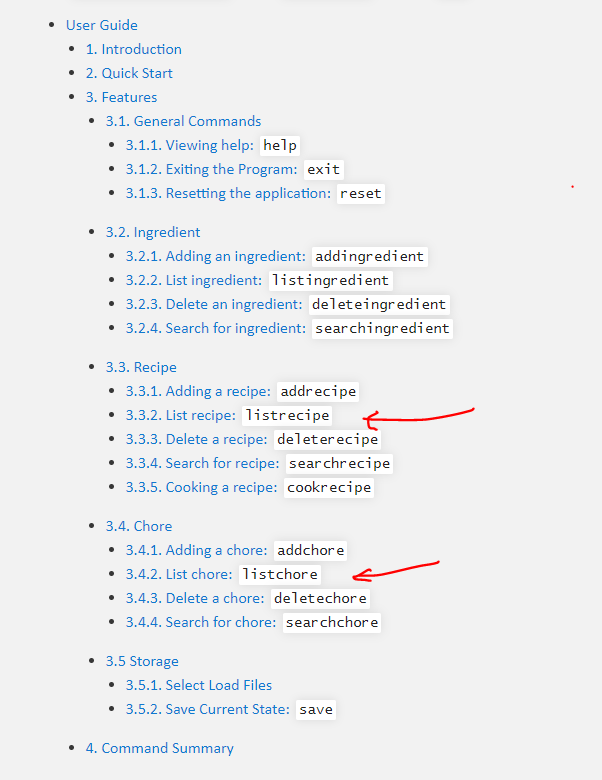 User Guide
1. Introduction
2. Quick Start
3. Features
3.1. General Commands
3.1.1. Viewing help: help
3.1.2. Exiting the Program: exit
3.1.3. Resetting the application: reset
3.2. Ingredient
3.2.1. Adding an ingredient: addingredient
3.2.2. List ingredient: listingredient
3.2.3. Delete an ingredient: deleteingredient
3.2.4. Search for ingredient: searchingredient
3.3. Recipe
3.3.1. Adding a recipe: addrecipe
3.3.2. List recipe: listrecipe
3.3.3. Delete a recipe: deleterecipe
3.3.4. Search for recipe: searchrecipe
3.3.5. Cooking a recipe: cookrecipe
3.4. Chore
3.4.1. Adding a chore: addchore
3.4.2. List chore: listchore
3.4.3. Delete a chore: deletechore
3.4.4. Search for chore: searchchore
3.5 Storage
3.5.1. Select Load Files
3.5.2. Save Current State: save
4. Command Summary